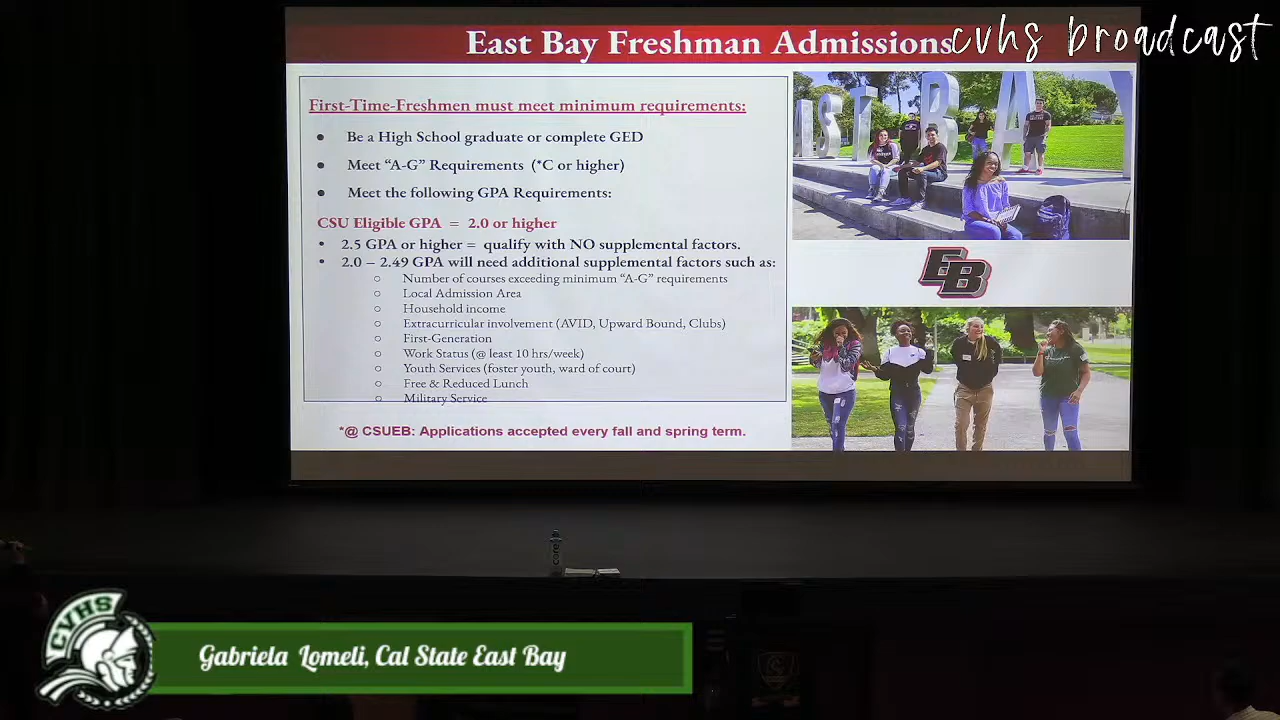 East Bay Freshman Admissions
cvhs broadcast
First-Time-Freshmen must meet minimum requirements:
• Be a High School graduate or complete GED
• Meet “A-G” Requirements (*C or higher)
• Meet the following GPA Requirements:
CSU Eligible GPA = 2.0 or higher
• 2.5 GPA or higher = qualify with NO supplemental factors.
• 2.0 – 2.49 GPA will need additional supplemental factors such as:
○ Number of courses exceeding minimum “A-G” requirements
○ Local Admission Area
○ Household income
○ Extracurricular involvement (AVID, Upward Bound, Clubs)
○ First-Generation
○ Work Status (@ least 10 hrs/week)
○ Youth Services (foster youth, ward of court)
○ Free & Reduced Lunch
○ Military Service
*@ CSUEB: Applications accepted every fall and spring term.
AST BA
EB
core
CVHS
Gabriela Lomeli, Cal State East Bay